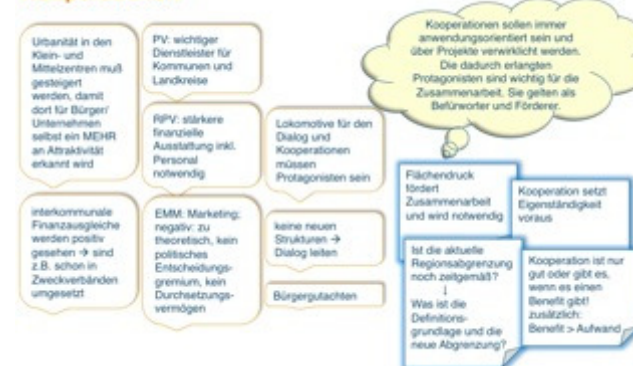 Urbanität in den
Klein- und
Mittelzentren muß
gesteigert
werden, damit
dort für Bürger/
Unternehmen
selbst ein MEHR
an Attraktivität
erkannt wird
PV: wichtiger
Dienstleister für
Kommunen und
Landkreise
RPV: stärkere
finanzielle
Ausstattung inkl.
Personal
notwendig
Lokomotive für den
Dialog und
Kooperationen
müssen
Protagonisten sein
interkommunale
Finanzausgleiche
werden positiv
gesehen → sind
z.B. schon in
Zweckverbänden
umgesetzt
EMM: Marketing;
negativ: zu
theoretisch, kein
politisches
Entscheidungs-
gremium, kein
Durchsetzungs-
vermögen
keine neuen
Strukturen →
Dialog leiten
Bürgergutachten
Kooperationen sollen immer
anwendungsorientiert sein und
über Projekte verwirklicht werden.
Die dadurch erlangten
Protagonisten sind wichtig für die
Zusammenarbeit. Sie gelten als
Befürworter und Förderer.
Flächendruck
fördert
Zusammenarbeit
und wird notwendig
Kooperation setzt
Eigenständigkeit
voraus
Ist die aktuelle
Regionsabgrenzung
noch zeitgemäß?
↓
Was ist die
Definitions-
grundlage und die
neue Abgrenzung?
Kooperation ist nur
gut oder gibt es,
wenn es einen
Benefit gibt!
zusätzlich:
Benefit > Aufwand